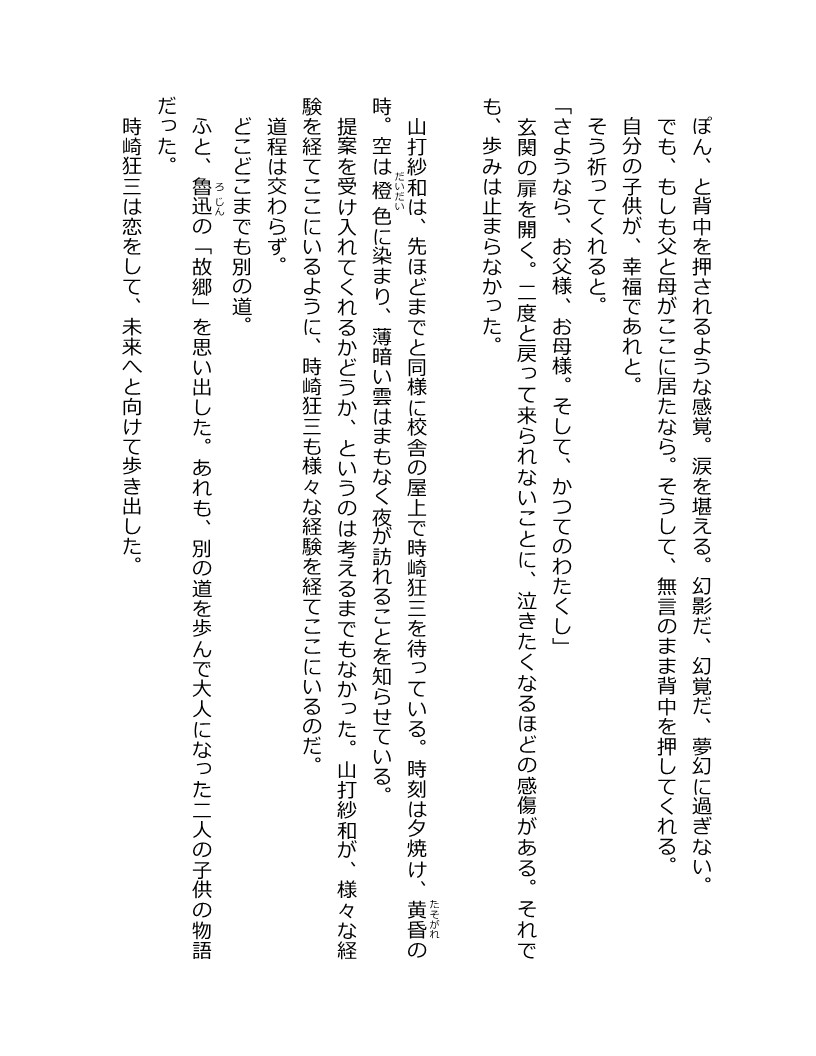 ぽん、と背中を押されるような感覚。涙を堪える。幻影だ、幻覚だ、夢幻に過ぎない。
でも、もしも父と母がここに居たなら。そうして、無言のまま背中を押してくれる。
自分の子供が、幸福であれと。
そう祈ってくれると。
「さようなら、お父様、お母様。そして、かつてのわたくし」
玄関の扉を開く。二度と戻って来られないことに、泣きたくなるほどの感傷がある。それで
も、歩みは止まらなかった。
山打紗和は、先ほどまでと同様に校舎の屋上で時崎狂三を待っている。時刻は夕焼け、黄昏の
時。空は橙色に染まり、薄暗い雲はまもなく夜が訪れることを知らせている。
提案を受け入れてくれるかどうか、というのは考えるまでもなかった。山打紗和が、様々な経
験を経てここにいるように、時崎狂三も様々な経験を経てここにいるのだ。
道程は交わらず。
どこどこまでも別の道。
ふと、魯迅の「故郷」を思い出した。あれも、別の道を歩んで大人になった二人の子供の物語
だった。
時崎狂三は恋をして、未来へと向けて歩き出した。